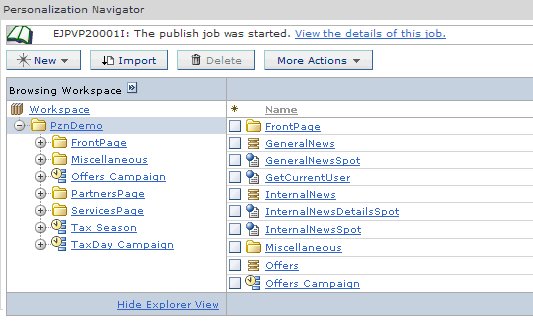 Personalization Navigator
EJPVP20001I: The publish job was started. View the details of this job.
New Import Delete More Actions
Browsing Workspace
Workspace
PznDemo
FrontPage
Miscellaneous
Offers Campaign
PartnersPage
ServicesPage
Tax Season
TaxDay Campaign
Hide Explorer View
Name
FrontPage
GeneralNews
GeneralNewsSpot
GetCurrentUser
InternalNews
InternalNewsDetailsSpot
InternalNewsSpot
Miscellaneous
Offers
Offers Campaign